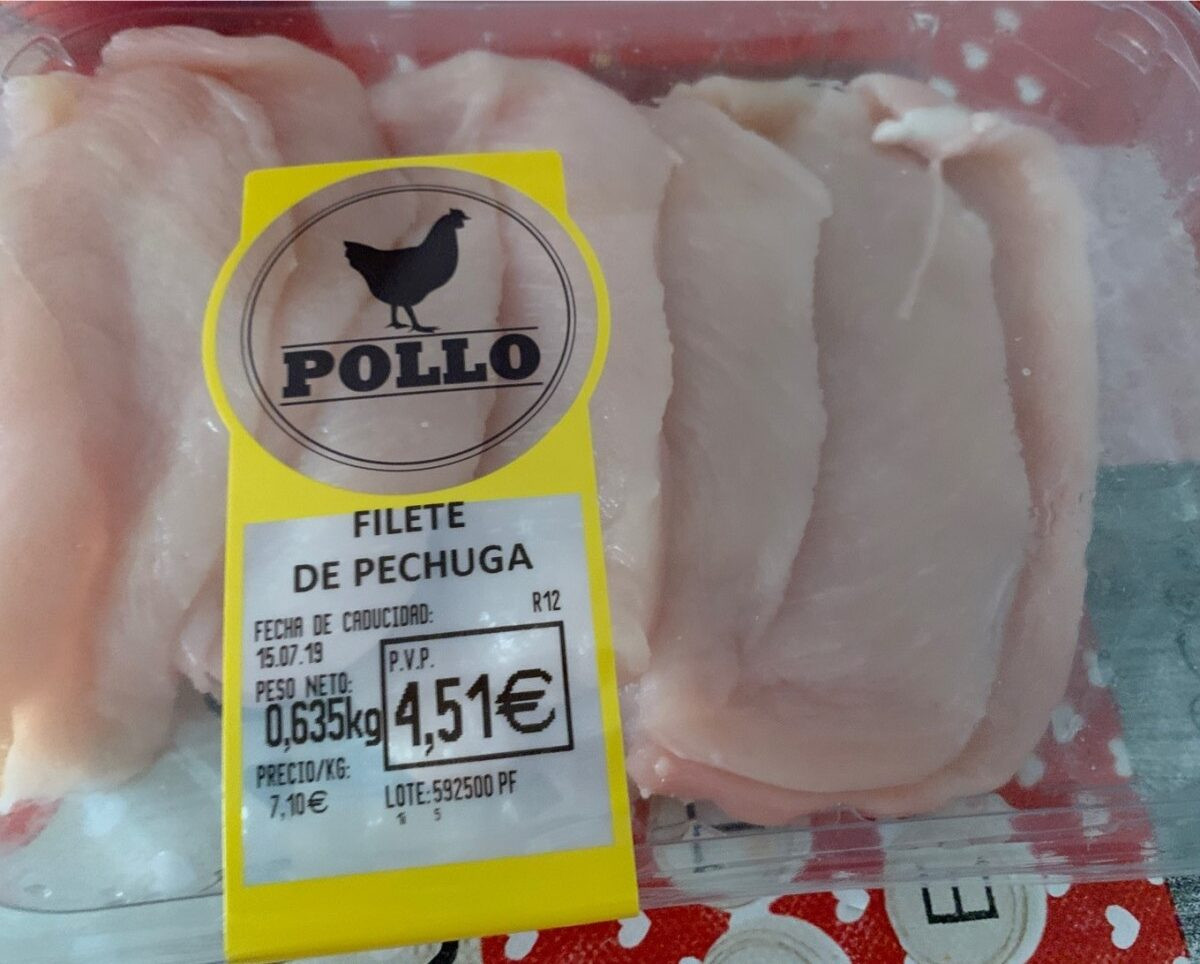 POLLO
FILETE
DE PECHUGA
R12
FECHA DE CADUCIDAD:
15.07.19
P.V.P.
PESO NETO:
0,635kg
4,51€
PRECIO/KG:
7,10€
LOTE:592500 PF
5
E